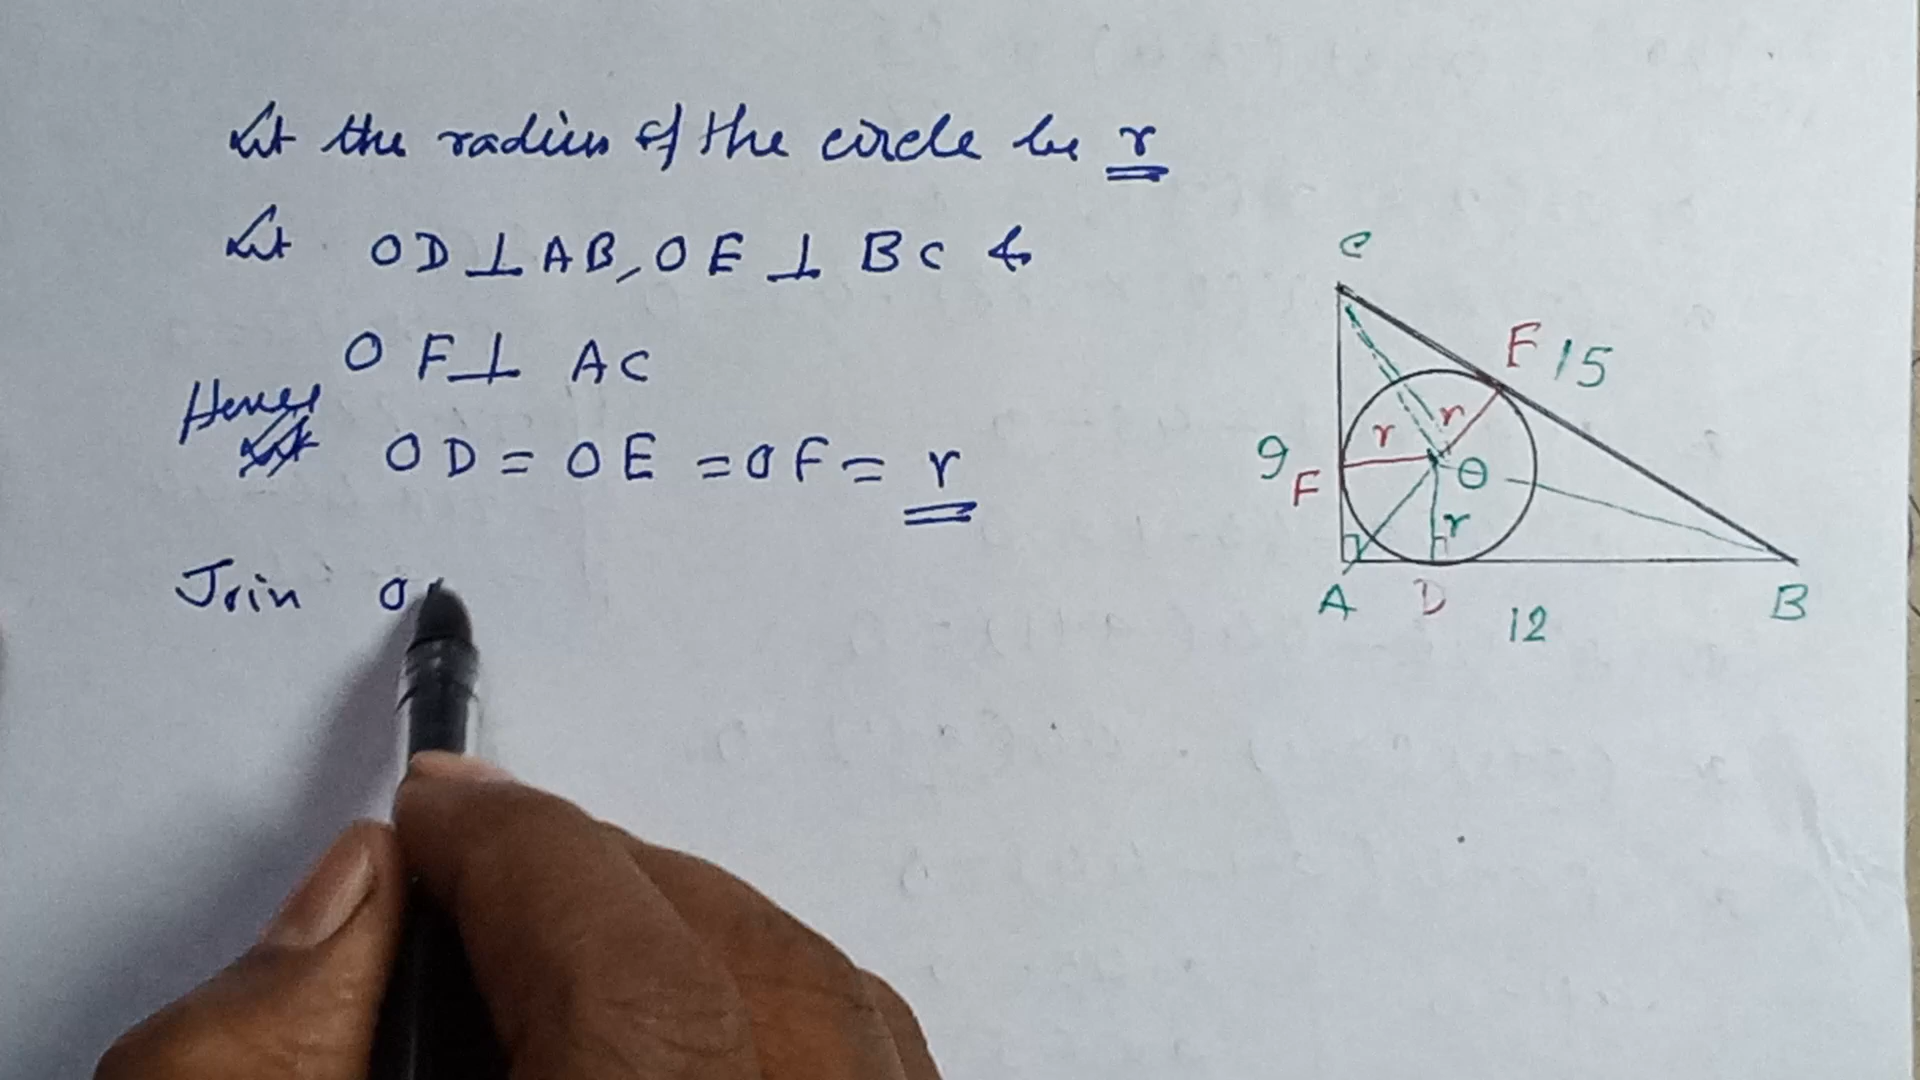 Let the radius of the circle be r
Let OD ⊥ AB, OE ⊥ BC &
OF ⊥ AC
Hence
OD = OE = OF = r
Join O
C
E 15
r r
9 F O
r
A D 12 B